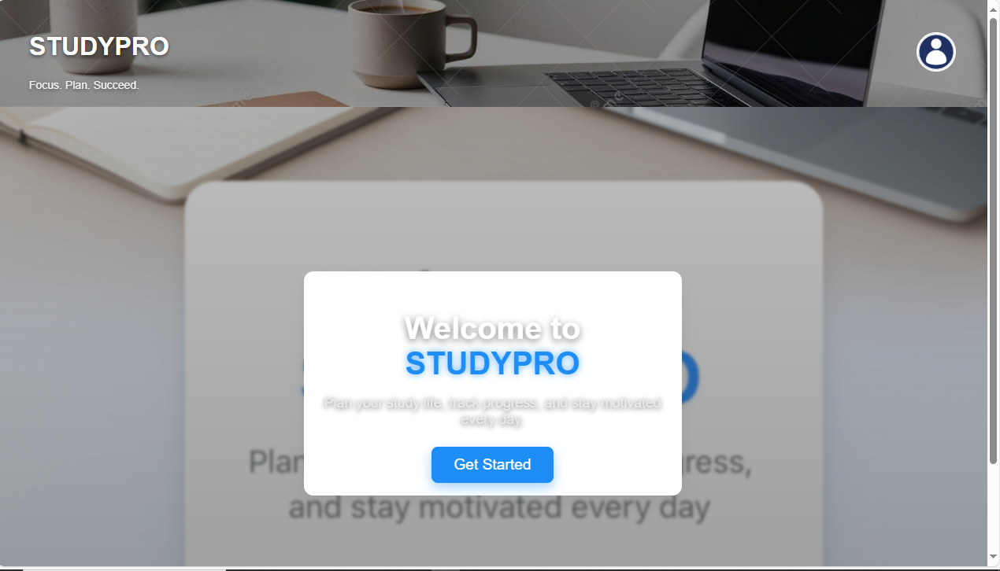 STUDYPRO
Focus. Plan. Succeed.
Welcome to
STUDYPRO
Plan your study life, track progress, and stay motivated
every day.
Get Started
and stay motivated every day